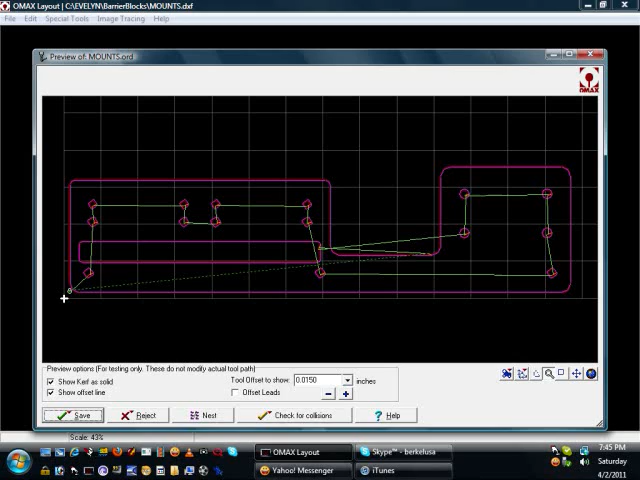 OMAX Layout | C:\EVELYN\BarrierBlocks\MOUNTS.dxf
File Edit Special Tools Image Tracing Help
Preview of: MOUNTS.ord
OMAX
Preview options (For testing only. These do not modify actual tool path)
Show Kerf as solid
Tool Offset to show: 0.0150 inches
Show offset line
Offset Leads
Save
Reject
Nest
Check for collisions
Help
Scale: 43%
OMAX Layout
Skype™ - berkelusa
Yahoo! Messenger
iTunes
7:45 PM
Saturday
4/2/2011